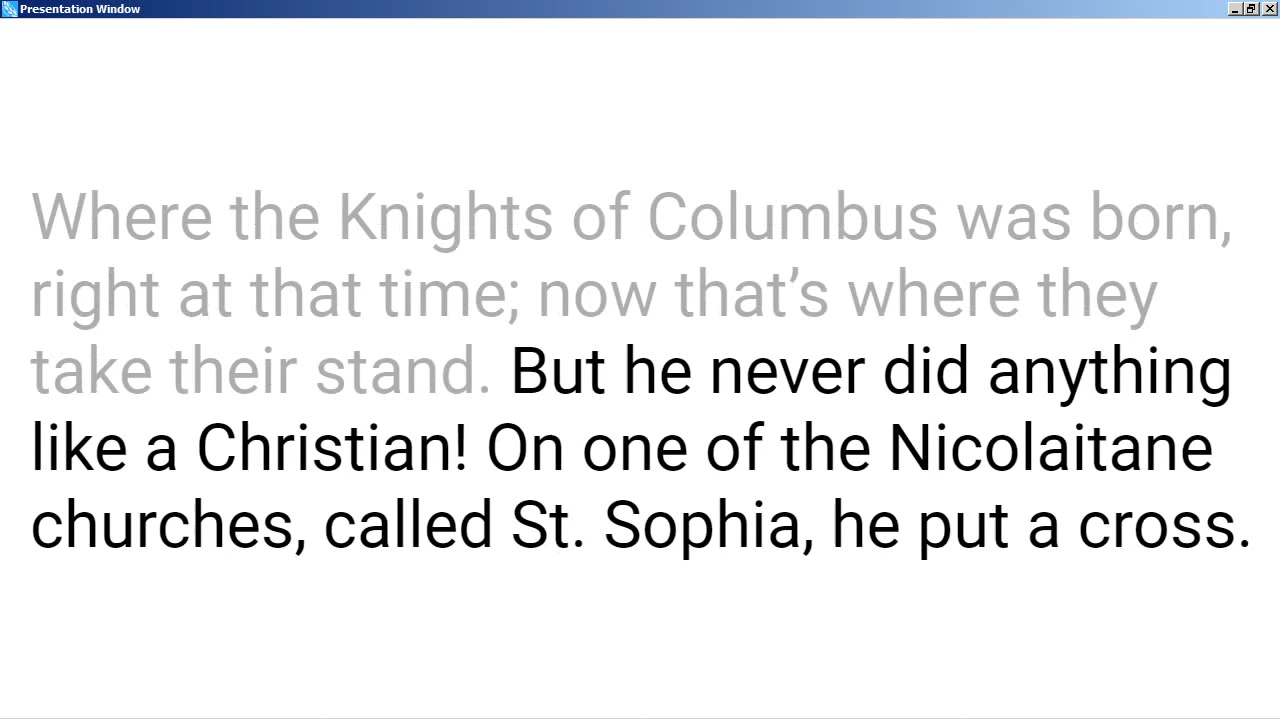 Presentation Window
Where the Knights of Columbus was born,
right at that time; now that’s where they
take their stand. But he never did anything
like a Christian! On one of the Nicolaitane
churches, called St. Sophia, he put a cross.